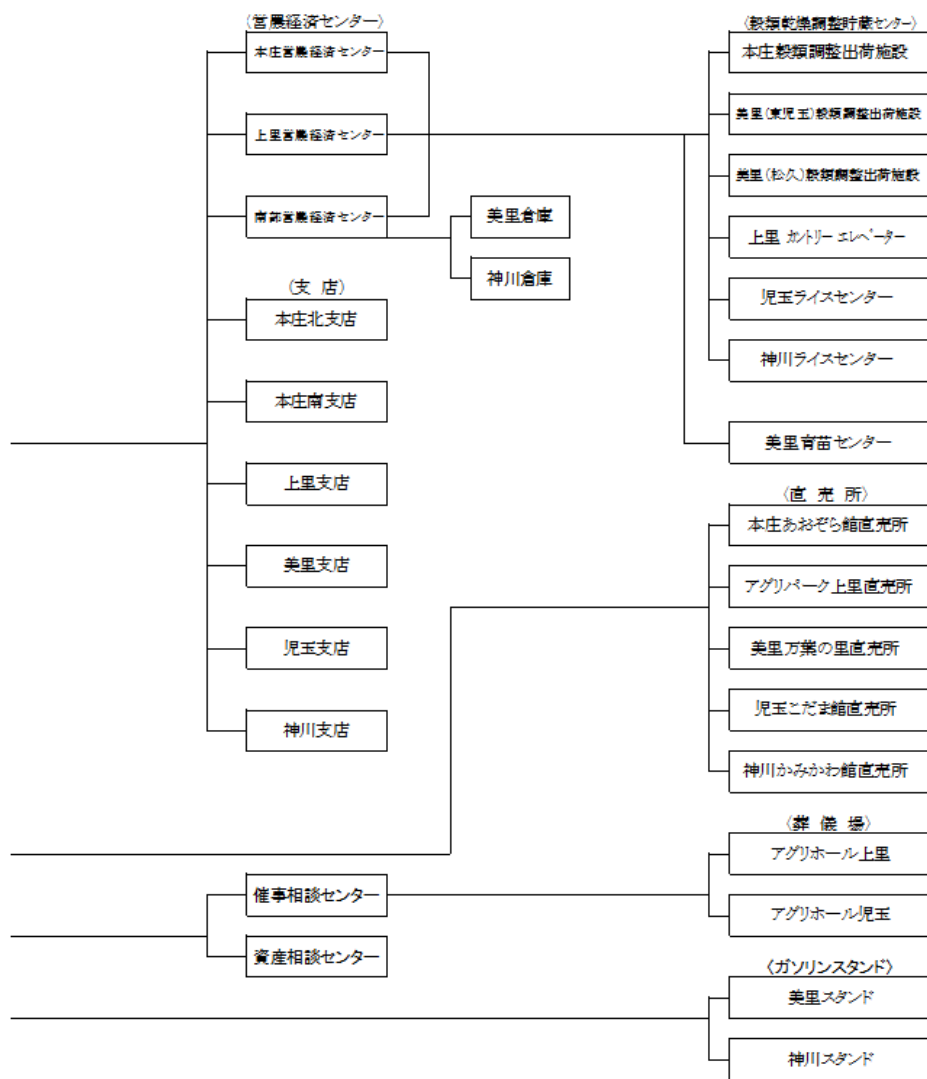 〈営農経済センター〉
本庄営農経済センター
上里営農経済センター
南部営農経済センター
美里倉庫
神川倉庫
〈支 店〉
本庄北支店
本庄南支店
上里支店
美里支店
児玉支店
神川支店
〈穀類乾燥調整貯蔵センター〉
本庄穀類調整出荷施設
美里(東児玉)穀類調整出荷施設
美里(松久)穀類調整出荷施設
上里 カントリー エレベーター
児玉ライスセンター
神川ライスセンター
美里育苗センター
〈直 売 所〉
本庄あおぞら館直売所
アグリパーク上里直売所
美里万葉の里直売所
児玉こだま館直売所
神川かみかわ館直売所
〈葬 儀 場〉
アグリホール上里
アグリホール児玉
催事相談センター
資産相談センター
〈ガソリンスタンド〉
美里スタンド
神川スタンド